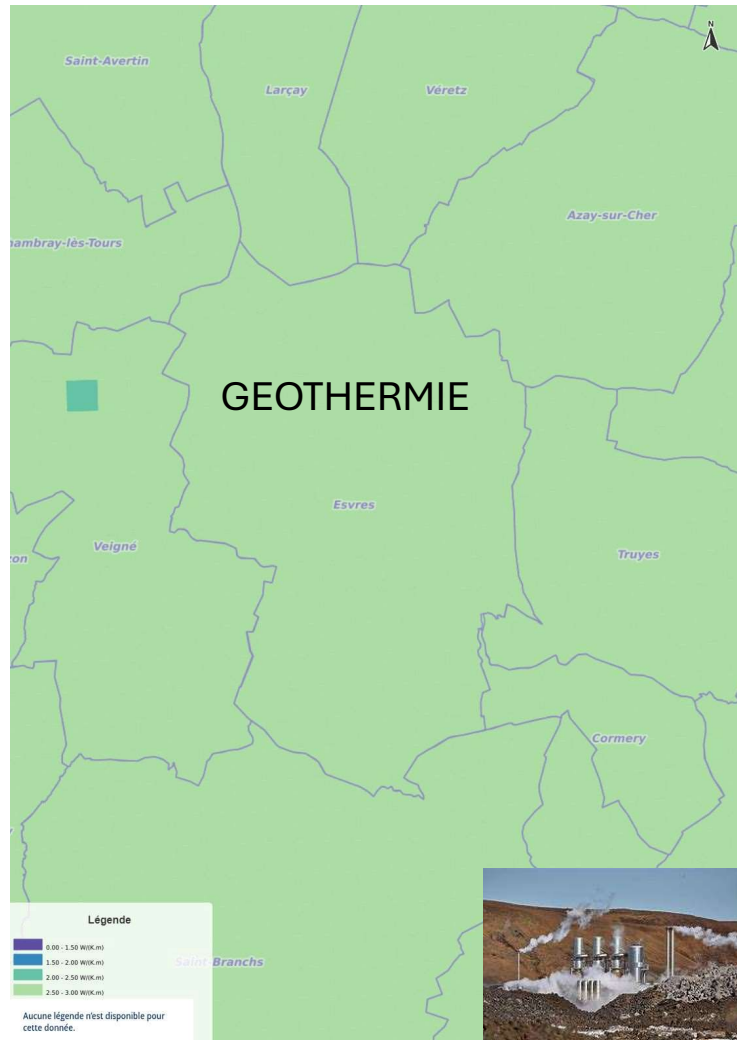 N
Saint-Avertin
Larçay
Véretz
Azay-sur-Cher
hambray-lès-Tours
GEOTHERMIE
Esvres
Veigné
zon
Truyes
Cormery
Légende
0.00 - 1.50 W/(K.m)
1.50 - 2.00 W/(K.m)
2.00 - 2.50 W/(K.m)
2.50 - 3.00 W/(K.m)
Saint-Branchs
Aucune légende n'est disponible pour
cette donnée.